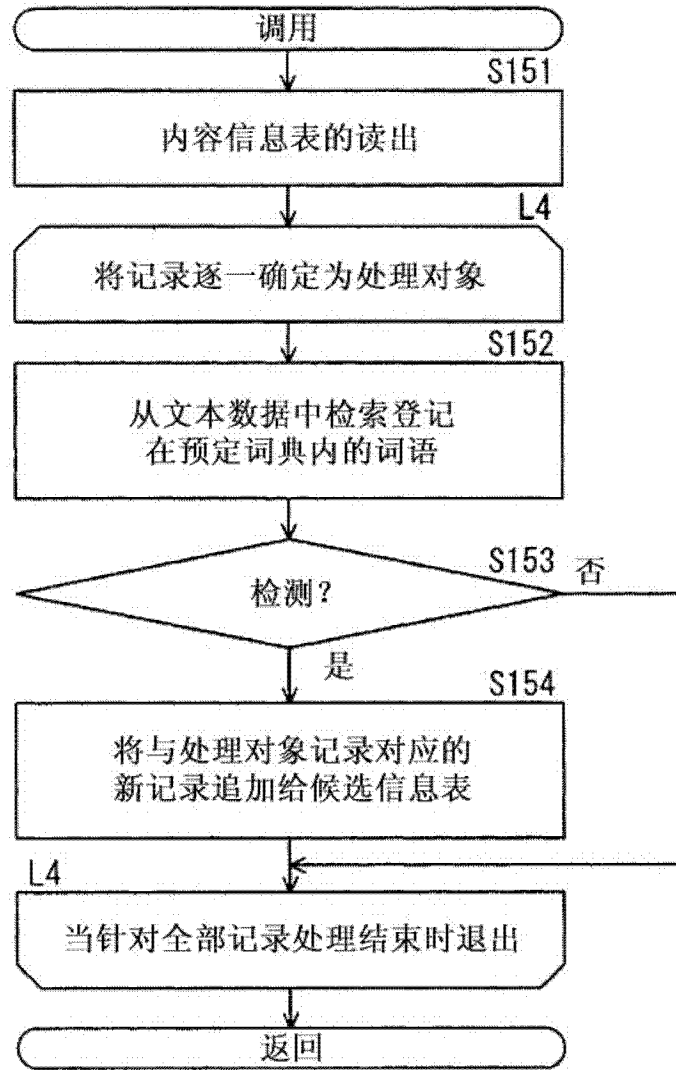 调用
S151
内容信息表的读出
L4
将记录逐一确定为处理对象
S152
从文本数据中检索登记
在预定词典内的词语
S153
检测?
否
是
S154
将与处理对象记录对应的
新记录追加给候选信息表
L4
当针对全部记录处理结束时退出
返回